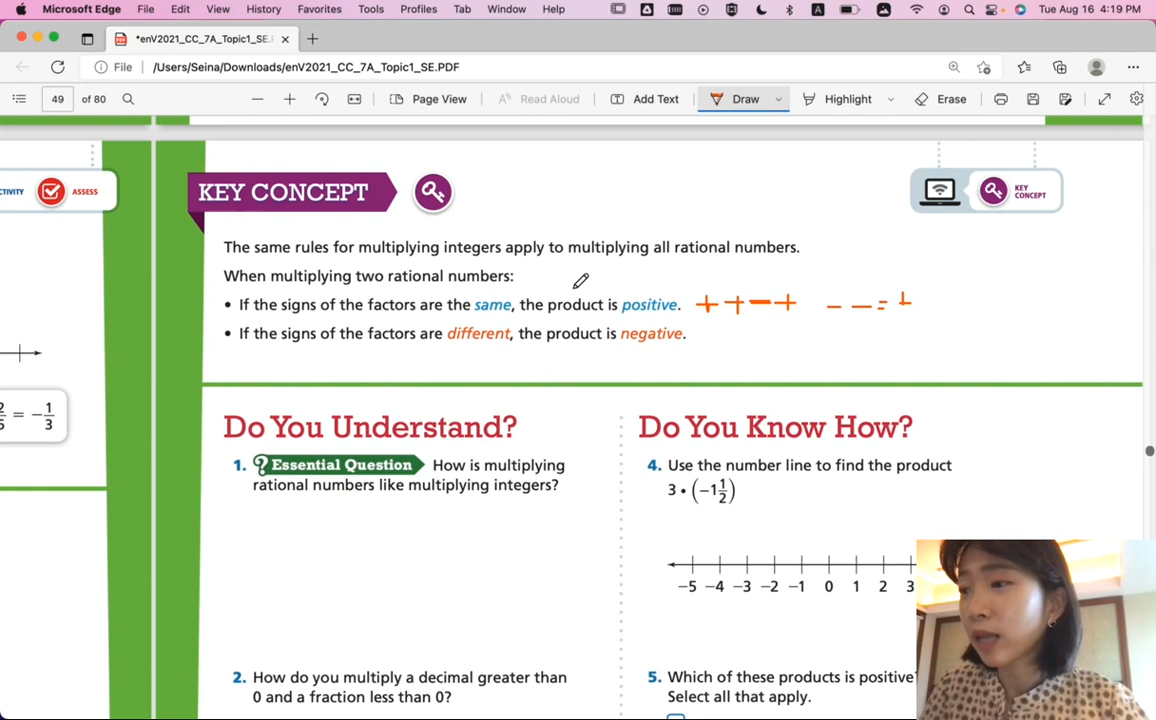 Microsoft Edge File Edit View History Favorites Tools Profiles Tab Window Help A Tue Aug 16 4:19 PM
*enV2021_CC_7A_Topic1_SE.
File /Users/Seina/Downloads/enV2021_CC_7A_Topic1_SE.PDF
49 of 80 Page View Read Aloud Add Text Draw Highlight Erase
CTIVITY ASSESS
KEY CONCEPT
KEY CONCEPT
The same rules for multiplying integers apply to multiplying all rational numbers.
When multiplying two rational numbers:
• If the signs of the factors are the same, the product is positive. + + = + − − = +
• If the signs of the factors are different, the product is negative.
= −1/3
Do You Understand?
1. ? Essential Question How is multiplying
rational numbers like multiplying integers?
2. How do you multiply a decimal greater than
0 and a fraction less than 0?
Do You Know How?
4. Use the number line to find the product
3 • (−1 1/2)
−5 −4 −3 −2 −1 0 1 2 3
5. Which of these products is positive
Select all that apply.